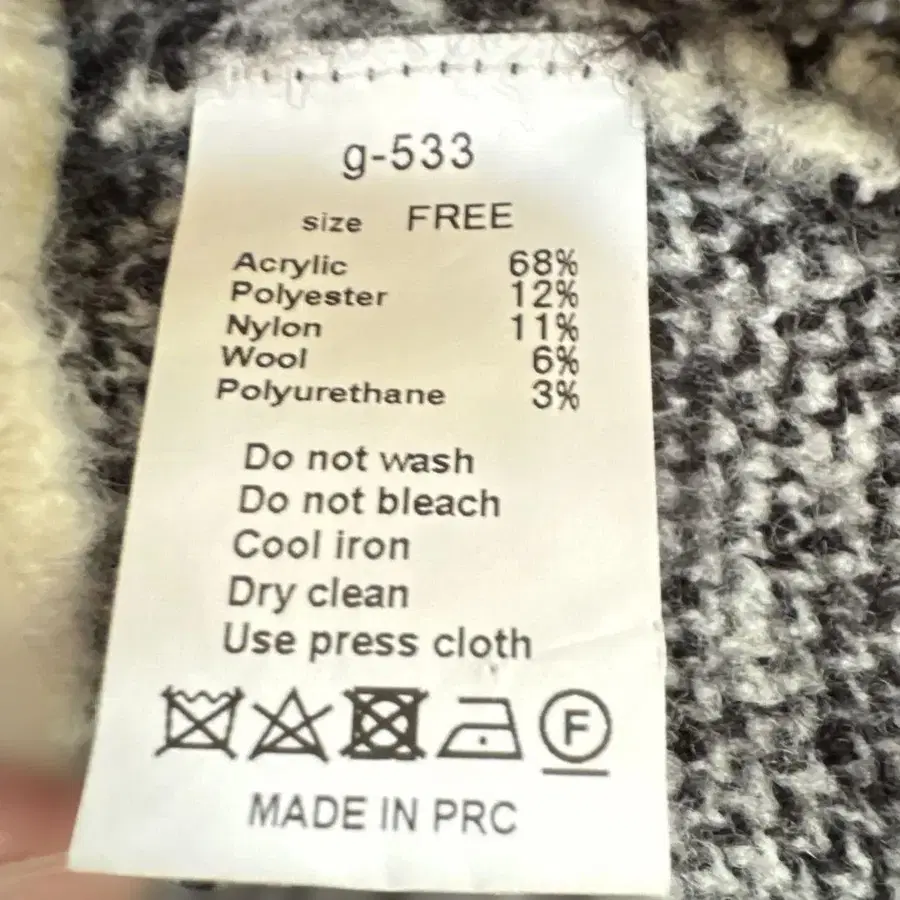 g-533
size FREE
Acrylic 68%
Polyester 12%
Nylon 11%
Wool 6%
Polyurethane 3%
Do not wash
Do not bleach
Cool iron
Dry clean
Use press cloth
F
MADE IN PRC